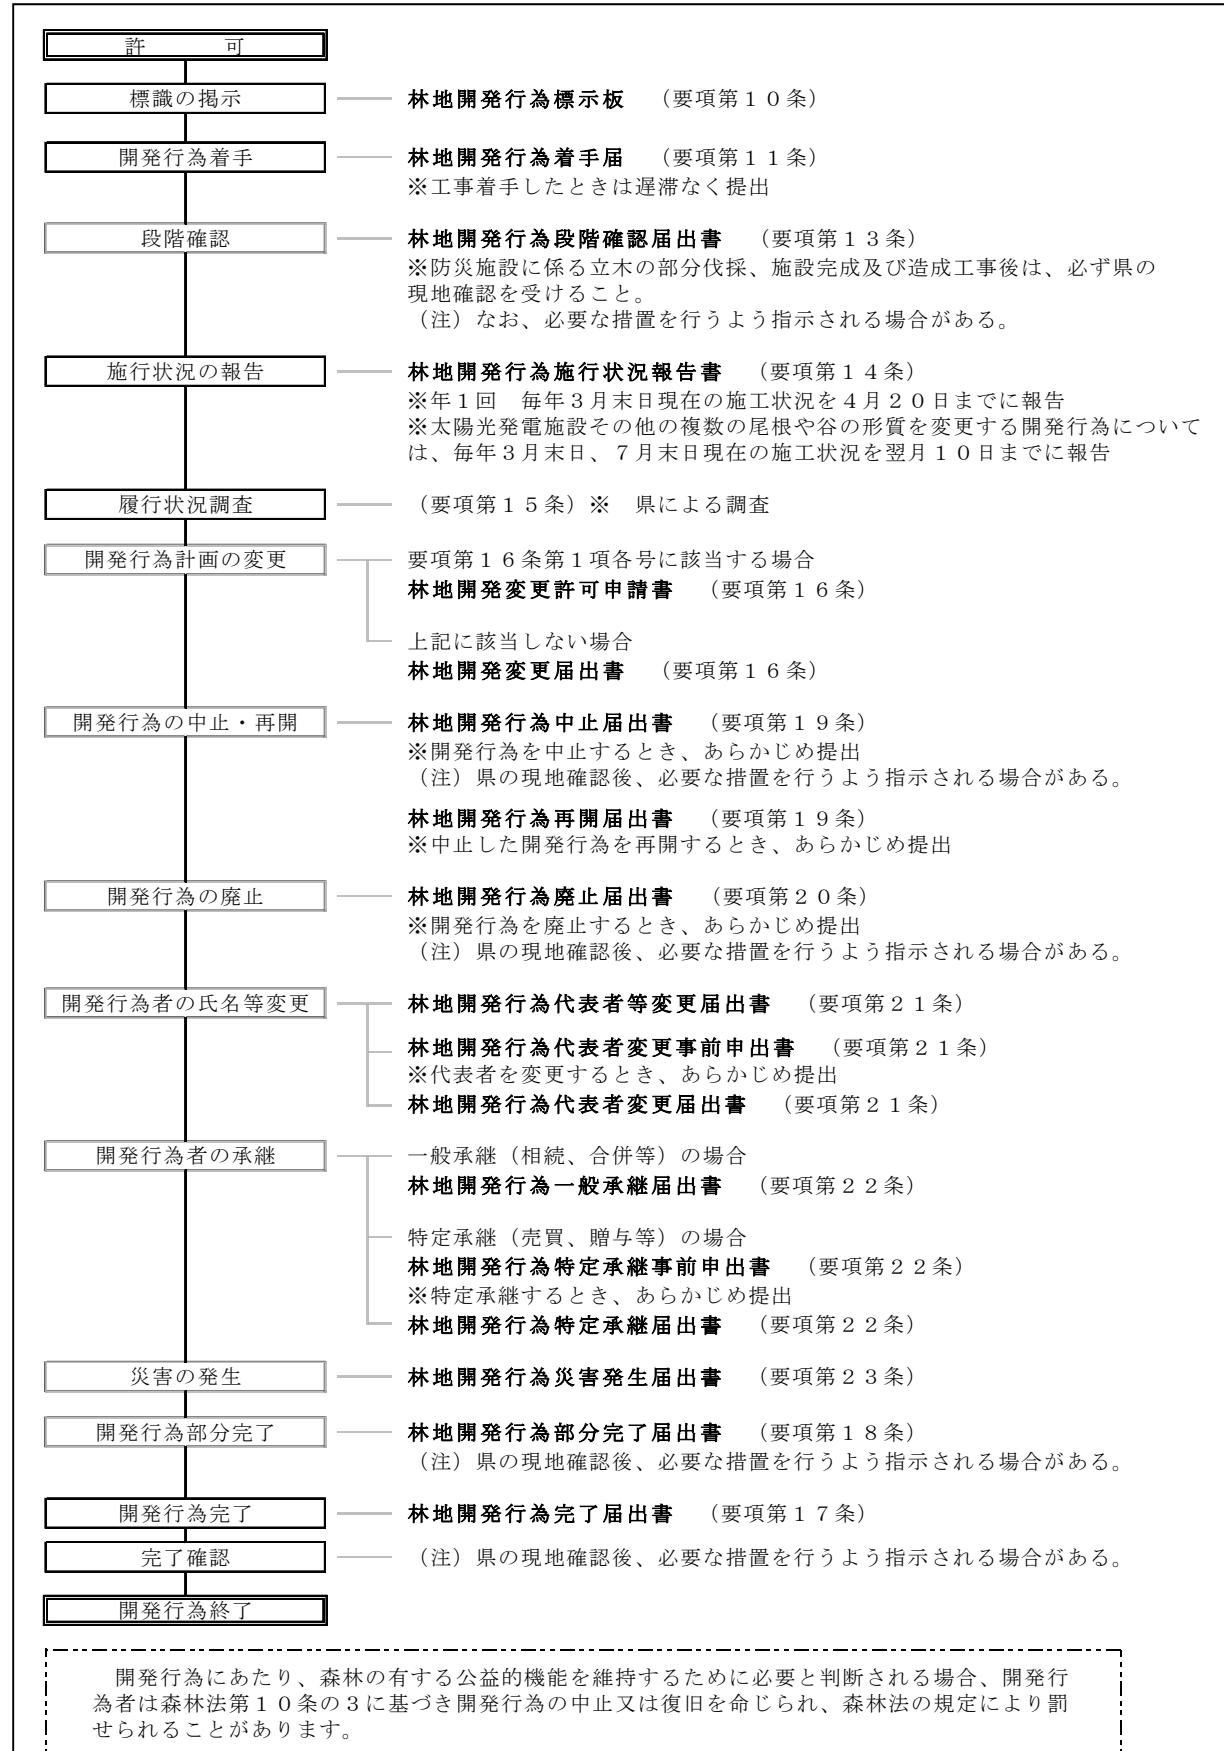 許　　　可
標識の掲示　林地開発行為標示板　（要項第１０条）
開発行為着手　林地開発行為着手届　（要項第１１条）
※工事着手したときは遅滞なく提出
段階確認　林地開発行為段階確認届出書　（要項第１３条）
※防災施設に係る立木の部分伐採、施設完成及び造成工事後は、必ず県の
現地確認を受けること。
（注）なお、必要な措置を行うよう指示される場合がある。
施行状況の報告　林地開発行為施行状況報告書　（要項第１４条）
※年１回　毎年３月末日現在の施工状況を４月２０日までに報告
※太陽光発電施設その他の複数の尾根や谷の形質を変更する開発行為について
は、毎年３月末日、７月末日現在の施工状況を翌月１０日までに報告
履行状況調査　（要項第１５条）※　県による調査
開発行為計画の変更　要項第１６条第１項各号に該当する場合
林地開発変更許可申請書　（要項第１６条）
上記に該当しない場合
林地開発変更届出書　（要項第１６条）
開発行為の中止・再開　林地開発行為中止届出書　（要項第１９条）
※開発行為を中止するとき、あらかじめ提出
（注）県の現地確認後、必要な措置を行うよう指示される場合がある。
林地開発行為再開届出書　（要項第１９条）
※中止した開発行為を再開するとき、あらかじめ提出
開発行為の廃止　林地開発行為廃止届出書　（要項第２０条）
※開発行為を廃止するとき、あらかじめ提出
（注）県の現地確認後、必要な措置を行うよう指示される場合がある。
開発行為者の氏名等変更　林地開発行為代表者等変更届出書　（要項第２１条）
林地開発行為代表者変更事前申出書　（要項第２１条）
※代表者を変更するとき、あらかじめ提出
林地開発行為代表者変更届出書　（要項第２１条）
開発行為者の承継　一般承継（相続、合併等）の場合
林地開発行為一般承継届出書　（要項第２２条）
特定承継（売買、贈与等）の場合
林地開発行為特定承継事前申出書　（要項第２２条）
※特定承継するとき、あらかじめ提出
林地開発行為特定承継届出書　（要項第２２条）
災害の発生　林地開発行為災害発生届出書　（要項第２３条）
開発行為部分完了　林地開発行為部分完了届出書　（要項第１８条）
（注）県の現地確認後、必要な措置を行うよう指示される場合がある。
開発行為完了　林地開発行為完了届出書　（要項第１７条）
完了確認　（注）県の現地確認後、必要な措置を行うよう指示される場合がある。
開発行為終了
開発行為にあたり、森林の有する公益的機能を維持するために必要と判断される場合、開発行
為者は森林法第１０条の３に基づき開発行為の中止又は復旧を命じられ、森林法の規定により罰
せられることがあります。